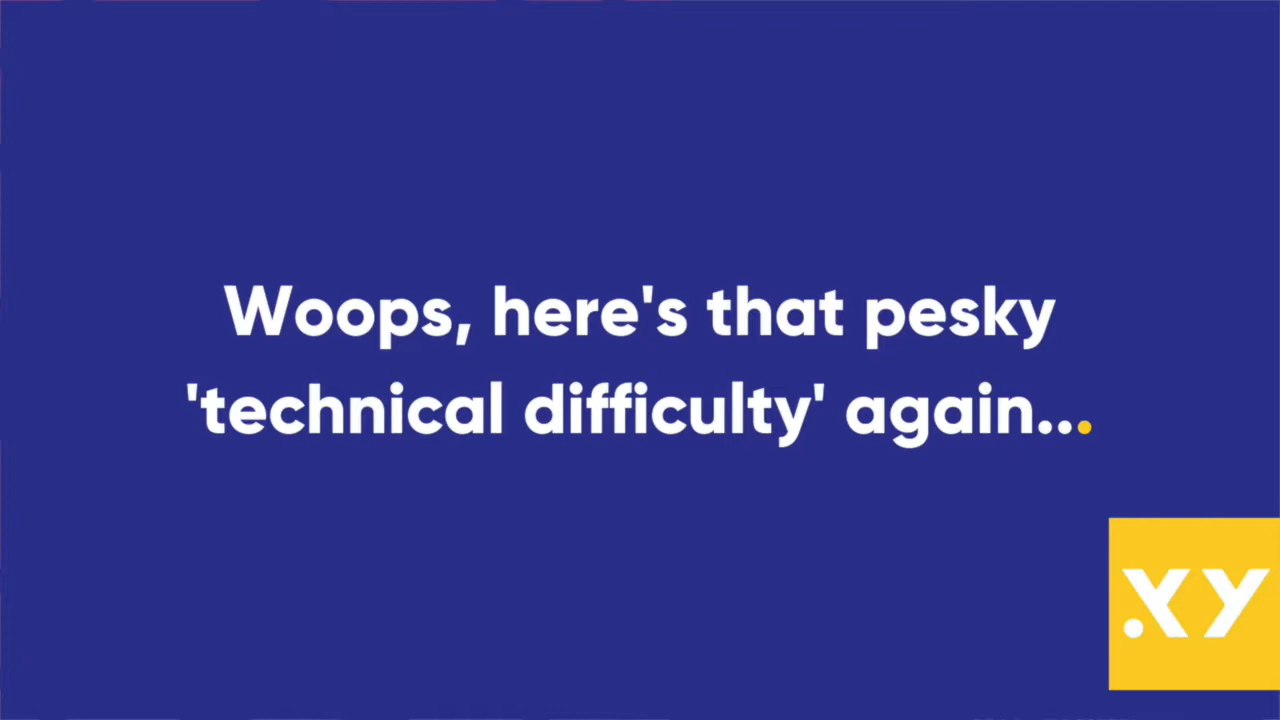 Woops, here's that pesky
'technical difficulty' again...
.XY